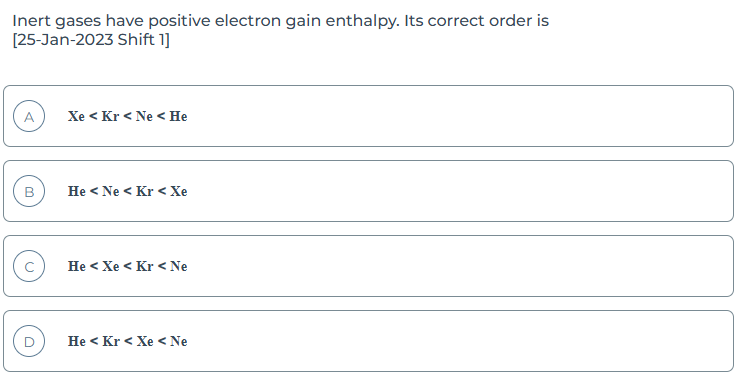 Inert gases have positive electron gain enthalpy. Its correct order is
[25-Jan-2023 Shift 1]
A Xe < Kr < Ne < He
B He < Ne < Kr < Xe
C He < Xe < Kr < Ne
D He < Kr < Xe < Ne